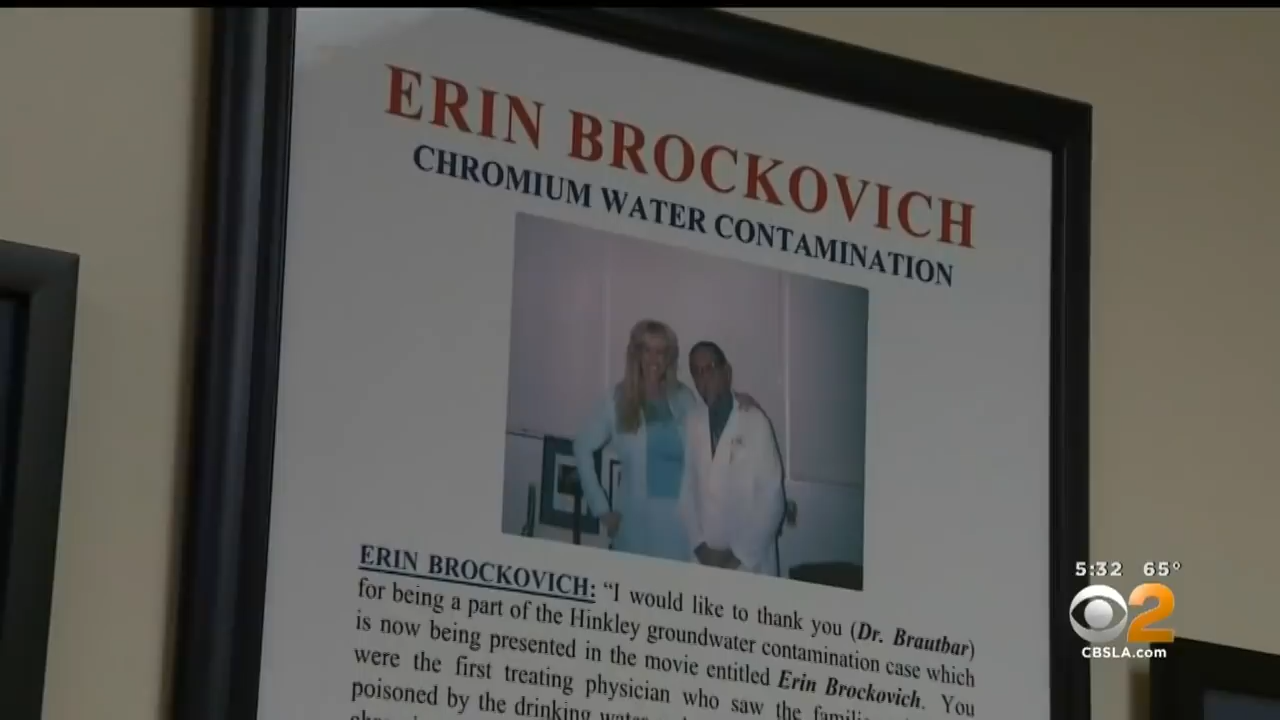 ERIN BROCKOVICH
CHROMIUM WATER CONTAMINATION
ERIN BROCKOVICH: “I would like to thank you (Dr. Brautbar)
for being a part of the Hinkley groundwater contamination case which
is now being presented in the movie entitled Erin Brockovich. You
were the first treating physician who saw the
poisoned by the drinking
5:32 65°
2
CBSLA.com